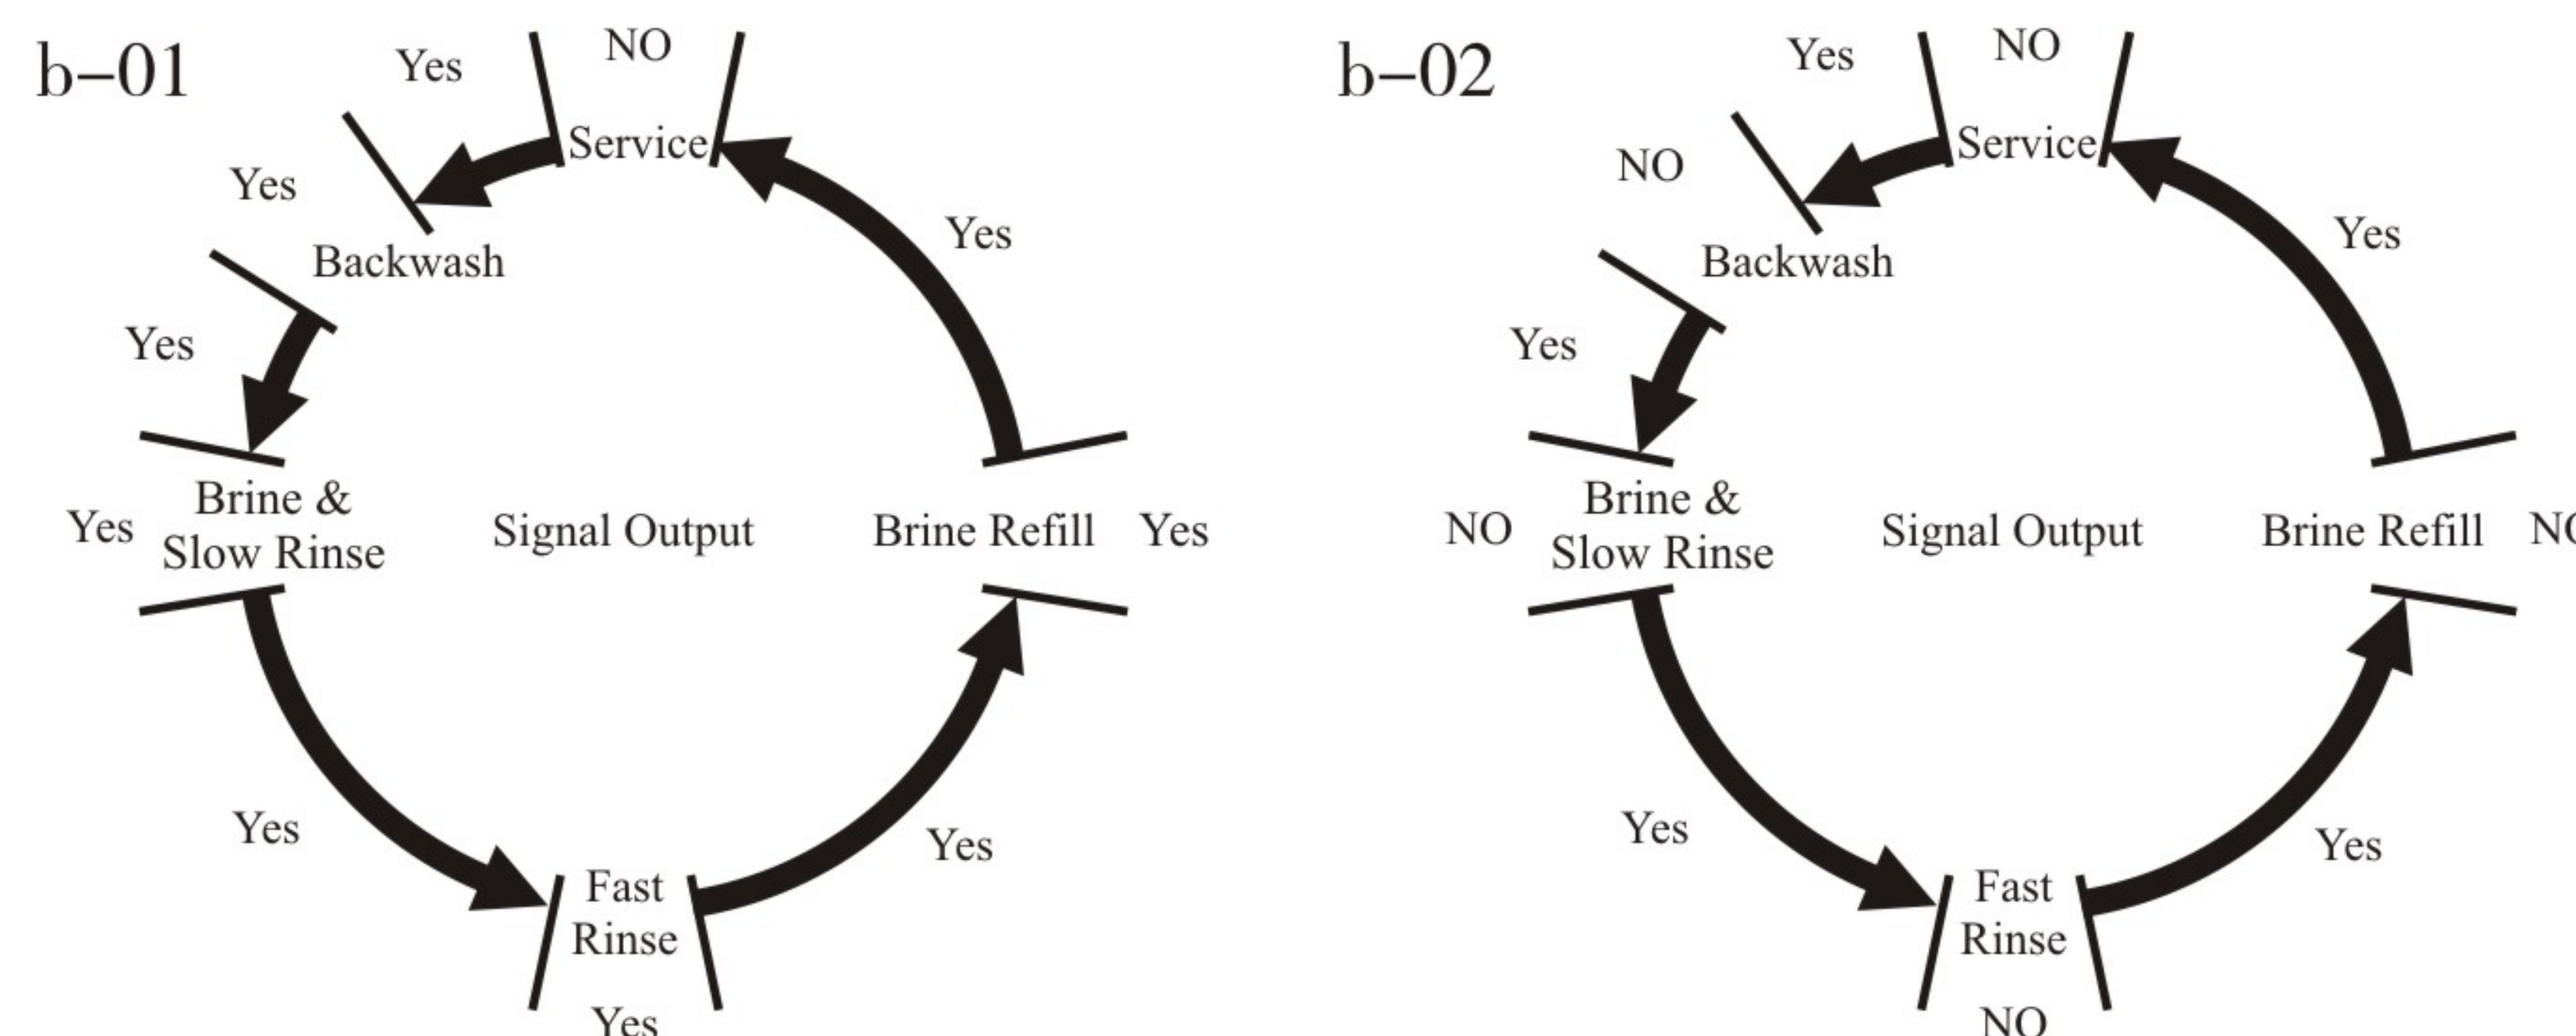 b–01
NO
Yes
Service
Yes
Yes
Backwash
Yes
Yes
Brine &
Slow Rinse
Signal Output
Brine Refill
Yes
Yes
Yes
Fast
Rinse
Yes
Yes
b–02
NO
Yes
Service
NO
Yes
Backwash
Yes
NO
Brine &
Slow Rinse
Signal Output
Brine Refill
NO
Yes
Yes
Fast
Rinse
NO